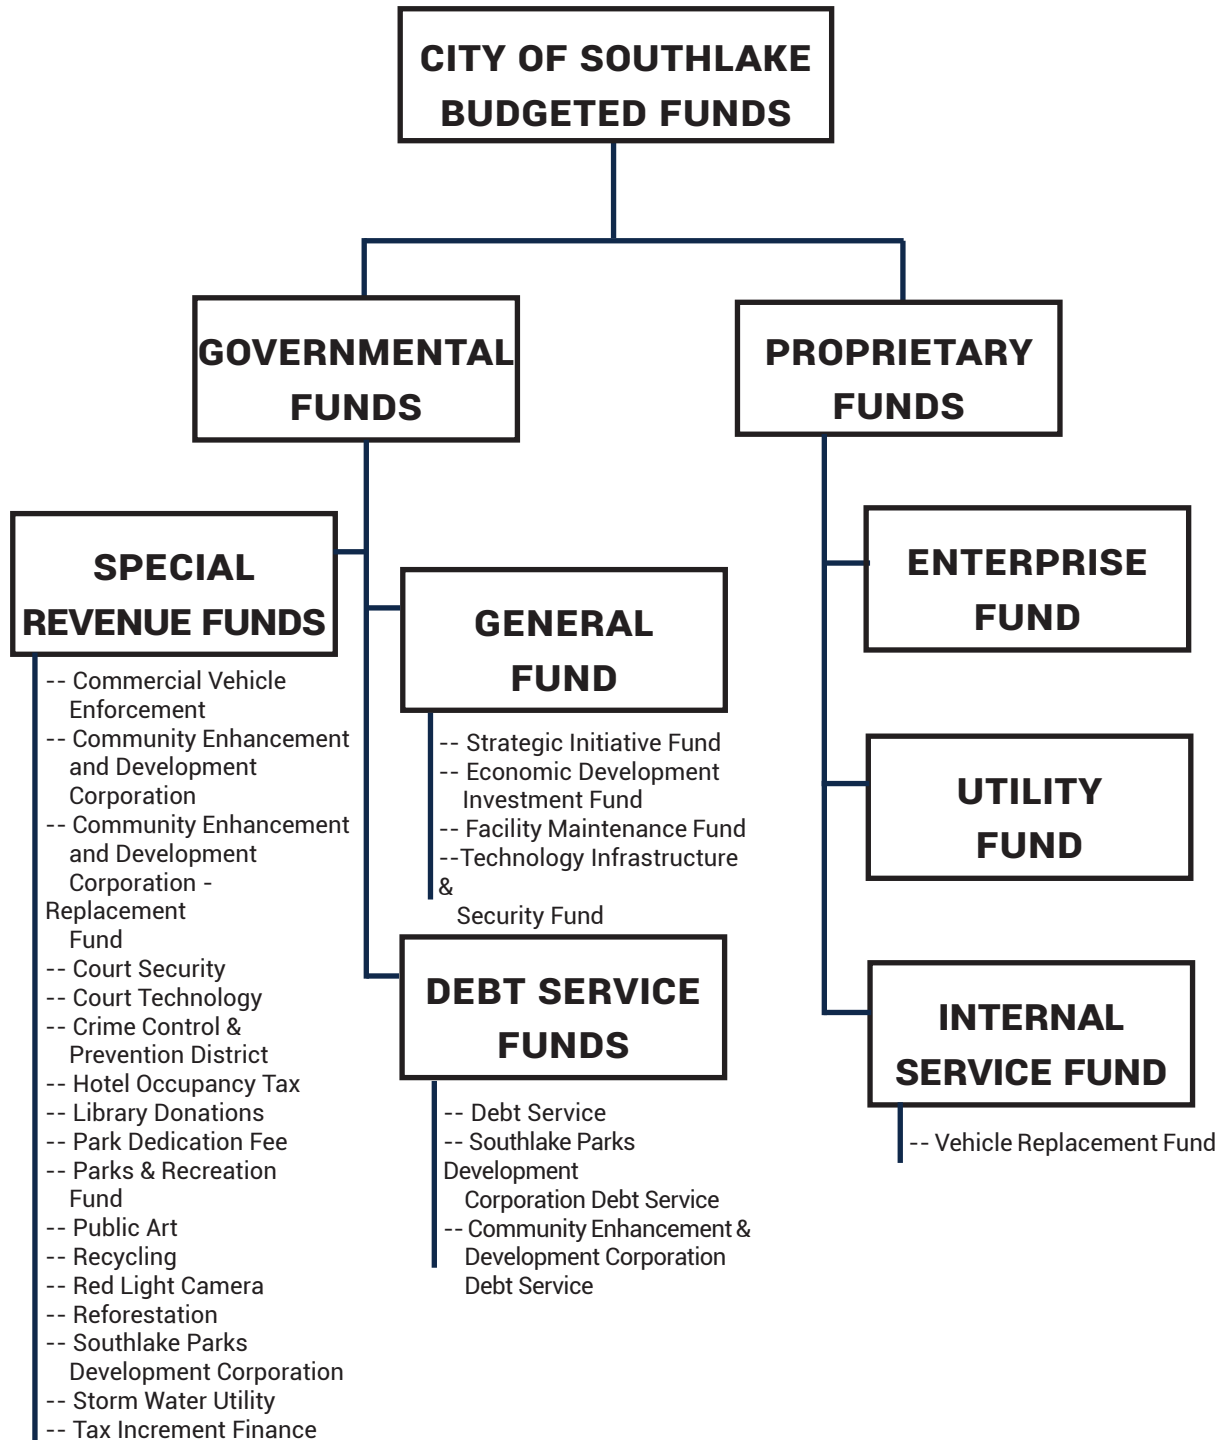 CITY OF SOUTHLAKE
BUDGETED FUNDS
GOVERNMENTAL
FUNDS
PROPRIETARY
FUNDS
SPECIAL
REVENUE FUNDS
-- Commercial Vehicle
Enforcement
-- Community Enhancement
and Development
Corporation
-- Community Enhancement
and Development
Corporation -
Replacement
Fund
-- Court Security
-- Court Technology
-- Crime Control &
Prevention District
-- Hotel Occupancy Tax
-- Library Donations
-- Park Dedication Fee
-- Parks & Recreation
Fund
-- Public Art
-- Recycling
-- Red Light Camera
-- Reforestation
-- Southlake Parks
Development Corporation
-- Storm Water Utility
-- Tax Increment Finance
GENERAL
FUND
-- Strategic Initiative Fund
-- Economic Development
Investment Fund
-- Facility Maintenance Fund
--Technology Infrastructure
&
Security Fund
DEBT SERVICE
FUNDS
-- Debt Service
-- Southlake Parks
Development
Corporation Debt Service
-- Community Enhancement &
Development Corporation
Debt Service
ENTERPRISE
FUND
UTILITY
FUND
INTERNAL
SERVICE FUND
-- Vehicle Replacement Fund